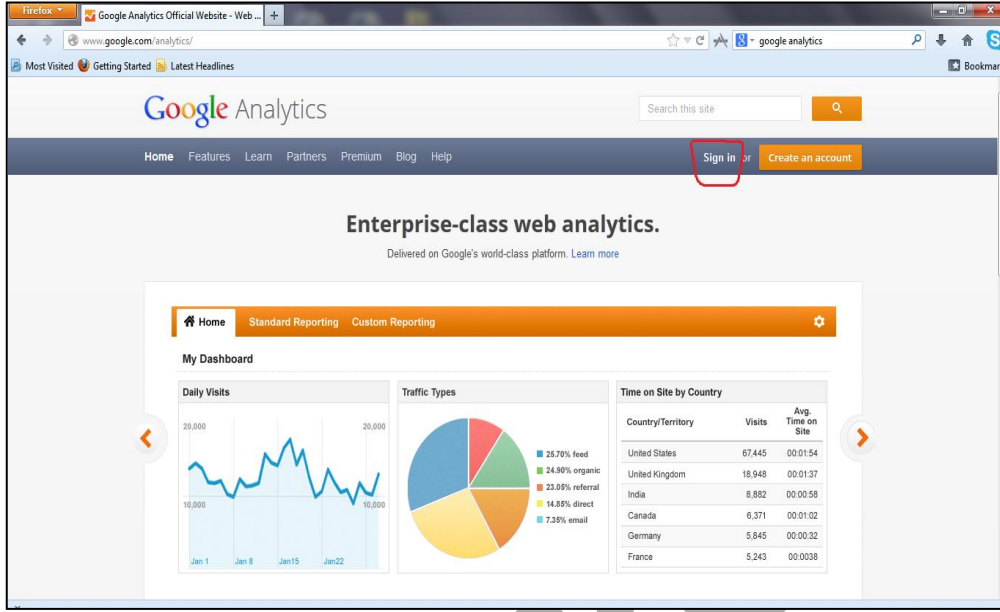 Firefox
Google Analytics Official Website - Web ...
+
www.google.com/analytics/
google analytics
Most Visited Getting Started Latest Headlines
Bookmar
Google Analytics
Search this site
Home Features Learn Partners Premium Blog Help
Sign in or Create an account
Enterprise-class web analytics.
Delivered on Google's world-class platform. Learn more
Home Standard Reporting Custom Reporting
My Dashboard
Daily Visits
20,000 20,000
10,000 10,000
Jan 1 Jan 8 Jan15 Jan22
Traffic Types
25.70% feed
24.90% organic
23.05% referral
14.85% direct
7.35% email
Time on Site by Country
Country/Territory Visits Avg. Time on Site
United States 67,445 00:01:54
United Kingdom 18,948 00:01:37
India 8,882 00:00:58
Canada 6,371 00:01:02
Germany 5,845 00:00:32
France 5,243 00:0038